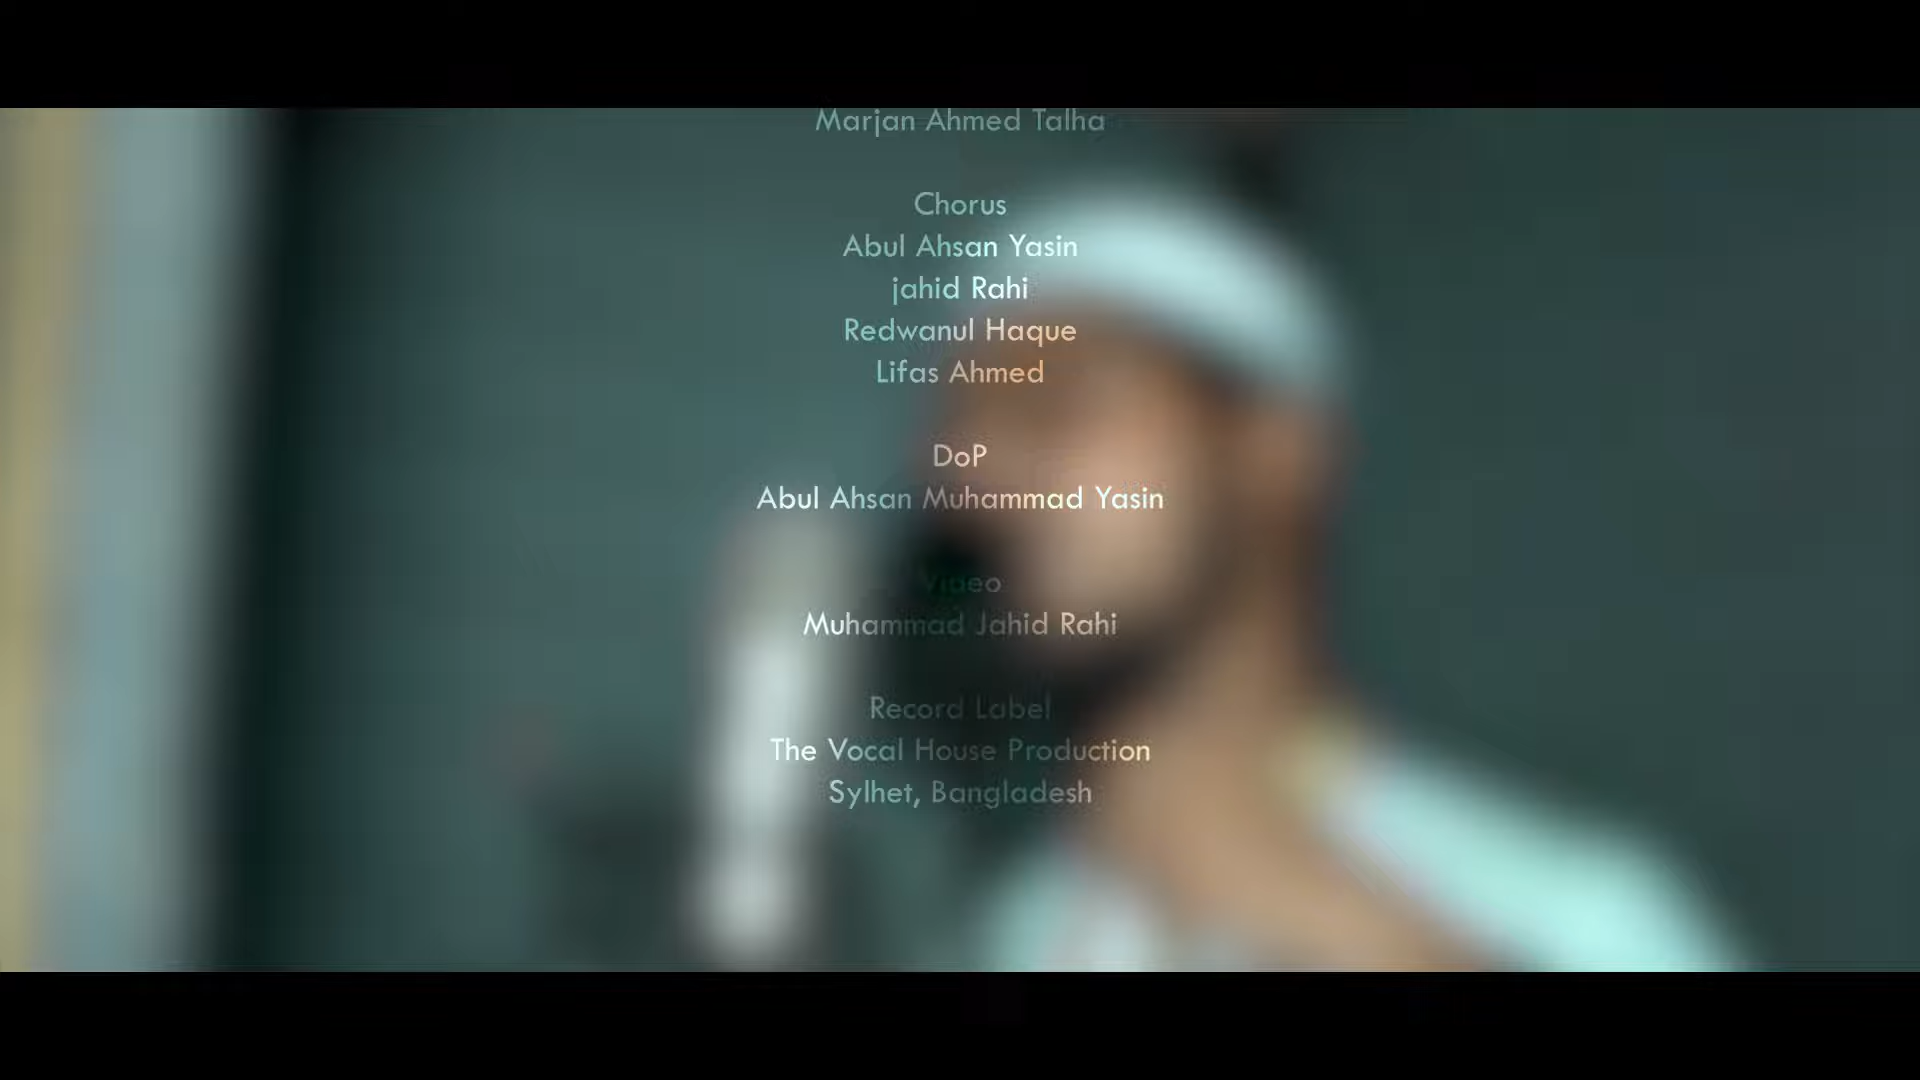 Marjan Ahmed Talha
Chorus
Abul Ahsan Yasin
jahid Rahi
Redwanul Haque
Lifas Ahmed
DoP
Abul Ahsan Muhammad Yasin
Video
Muhammad Jahid Rahi
Record Label
The Vocal House Production
Sylhet, Bangladesh